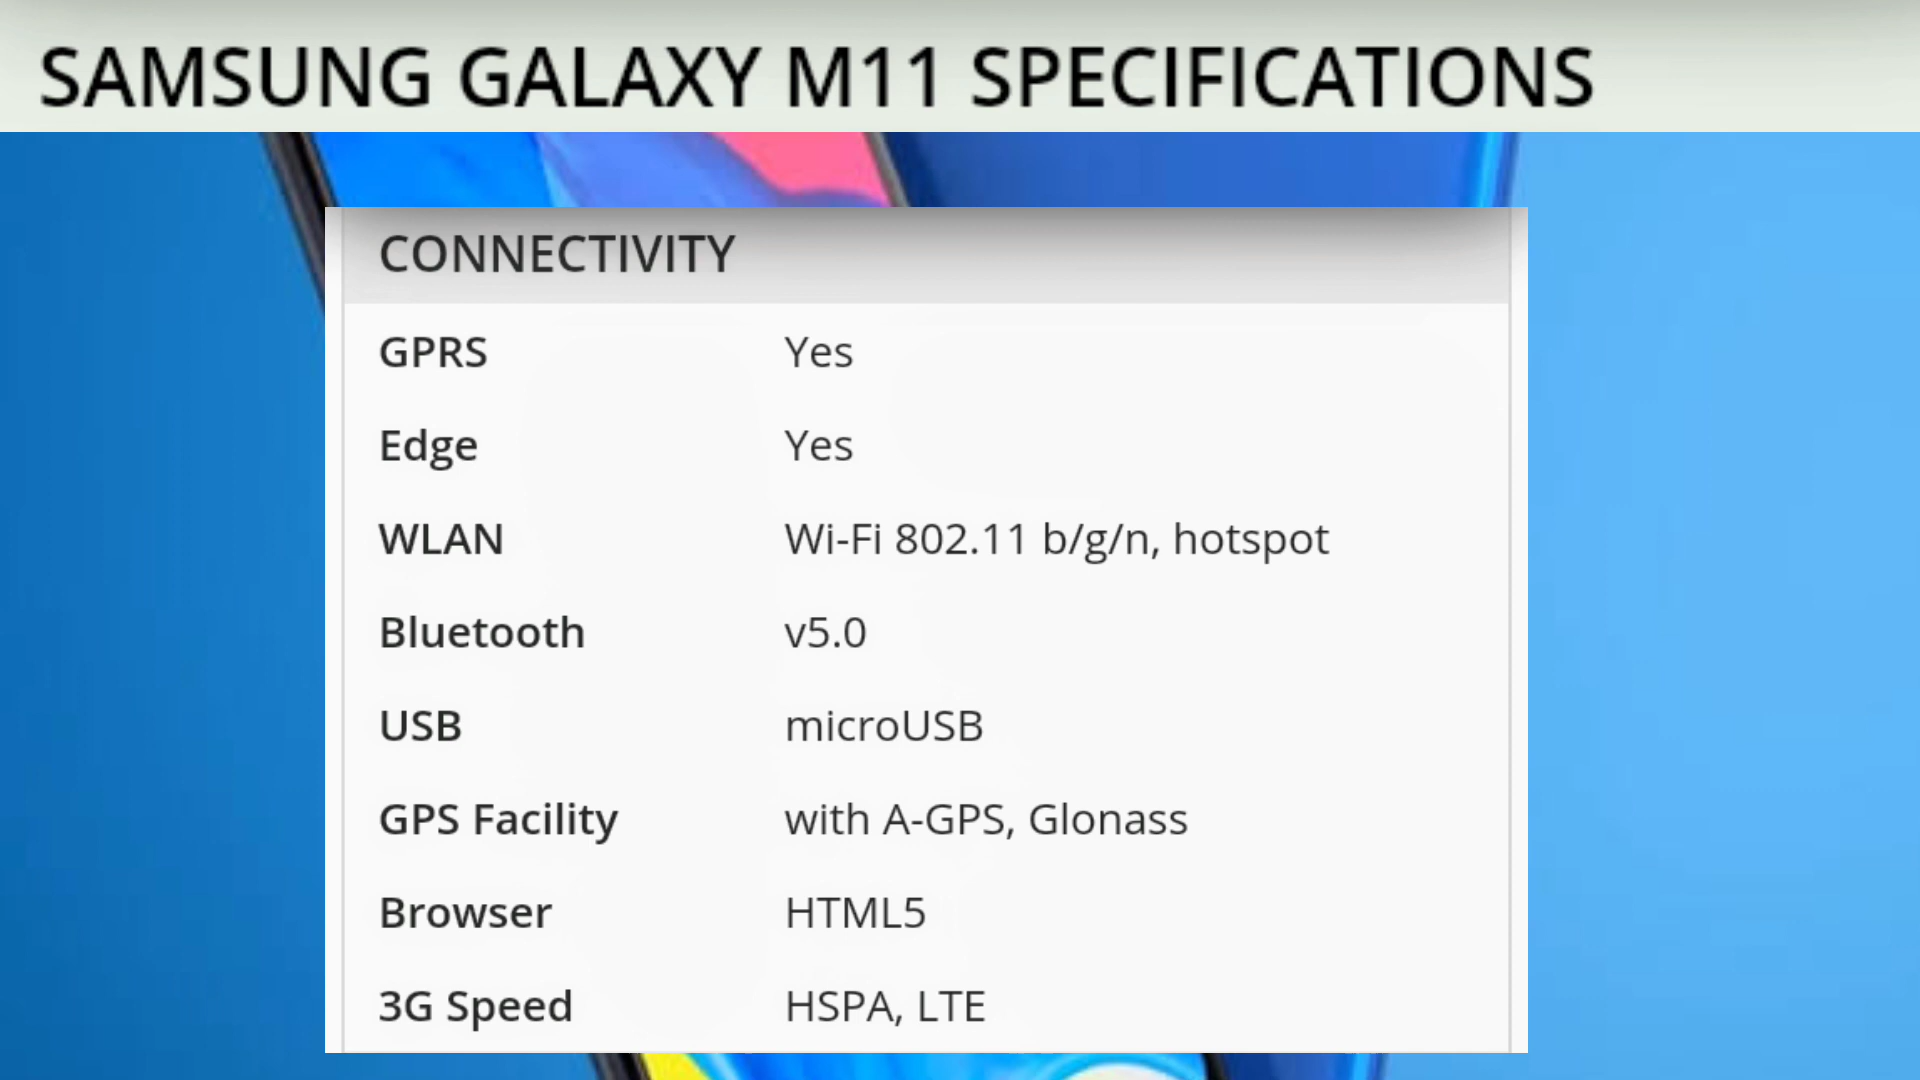 SAMSUNG GALAXY M11 SPECIFICATIONS
CONNECTIVITY
GPRS Yes
Edge Yes
WLAN Wi-Fi 802.11 b/g/n, hotspot
Bluetooth v5.0
USB microUSB
GPS Facility with A-GPS, Glonass
Browser HTML5
3G Speed HSPA, LTE